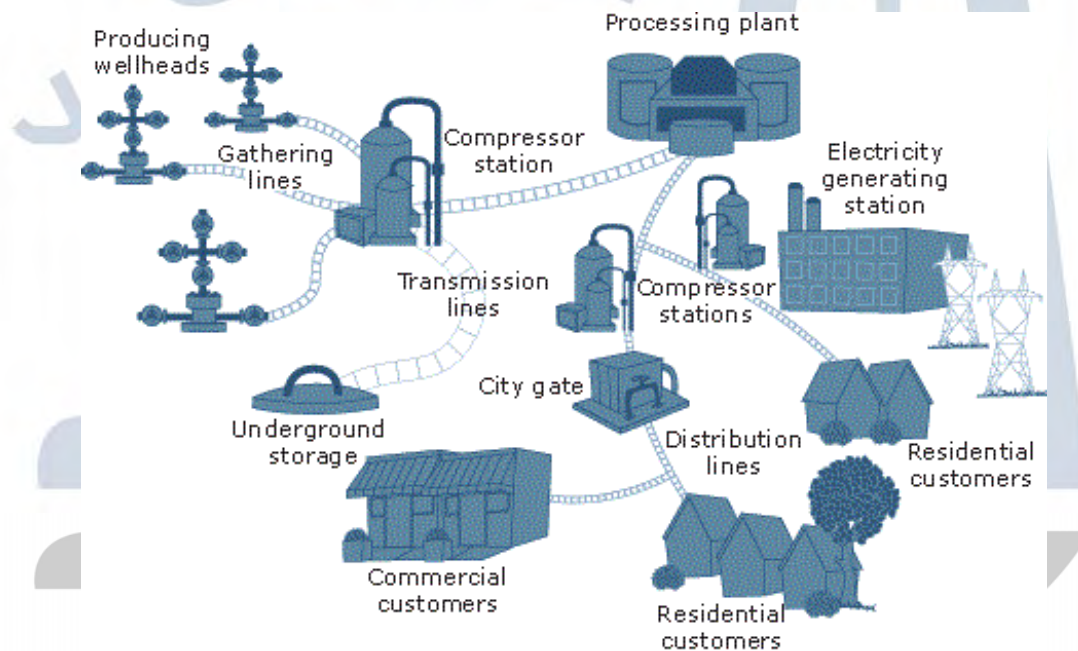 Processing plant
Producing
wellheads
Gathering
lines
Compressor
station
Electricity
generating
station
Transmission
lines
Compressor
stations
City gate
Underground
storage
Distribution
lines
Residential
customers
Commercial
customers
Residential
customers